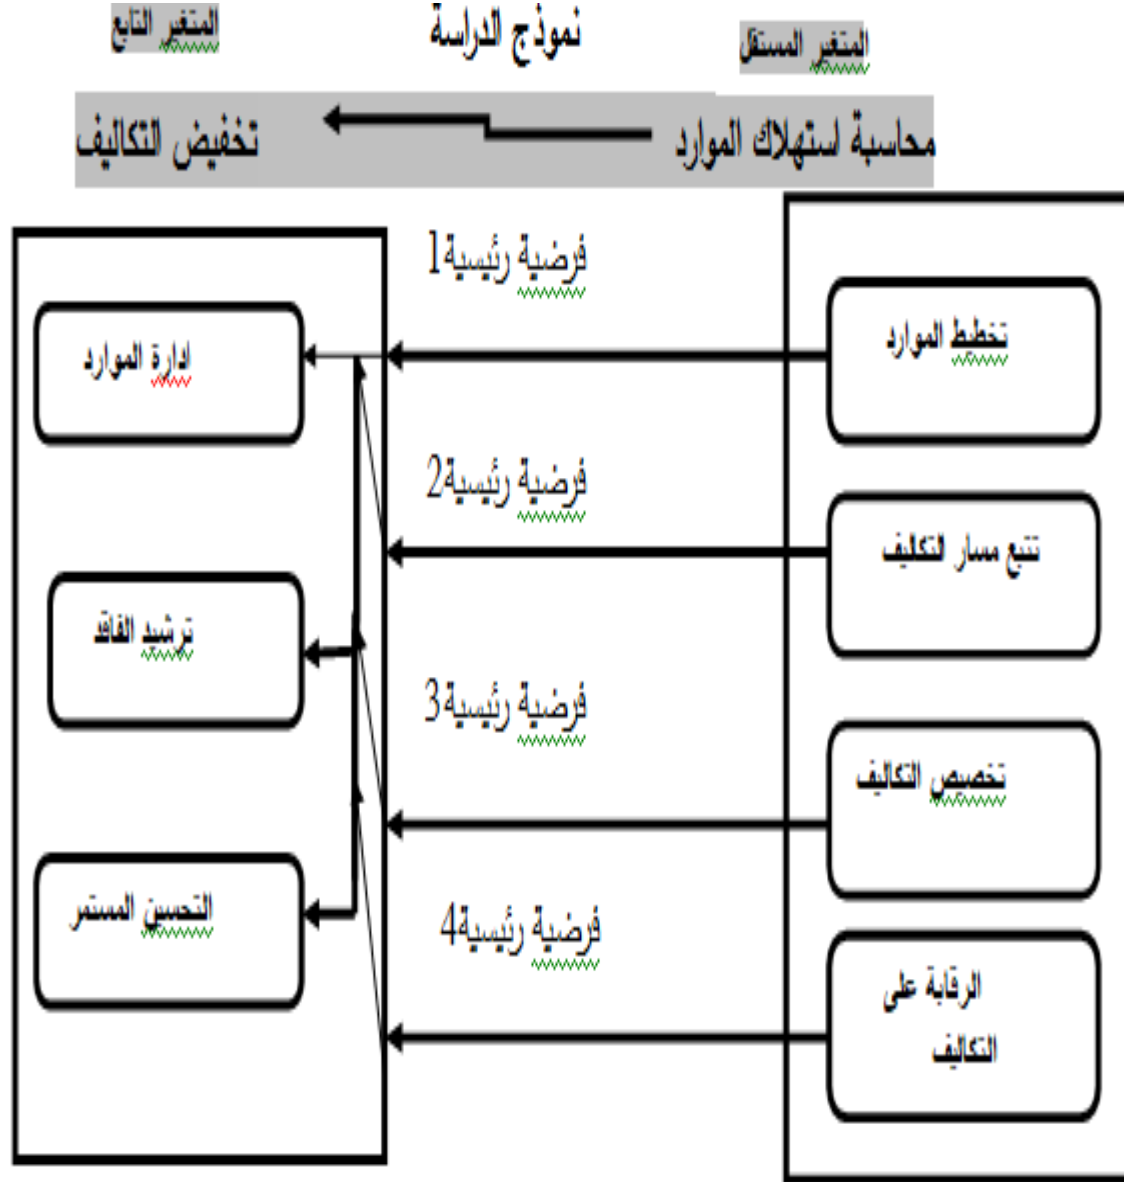 نموذج الدراسة
المتغير المستقل
المتغير التابع
محاسبة استهلاك الموارد
تخفيض التكاليف
فرضية رئيسية1
تخطيط الموارد
ادارة الموارد
فرضية رئيسية2
تتبع مسار التكاليف
ترشيد الفاقد
فرضية رئيسية3
تخصيص التكاليف
التحسين المستمر
فرضية رئيسية4
الرقابة على
التكاليف